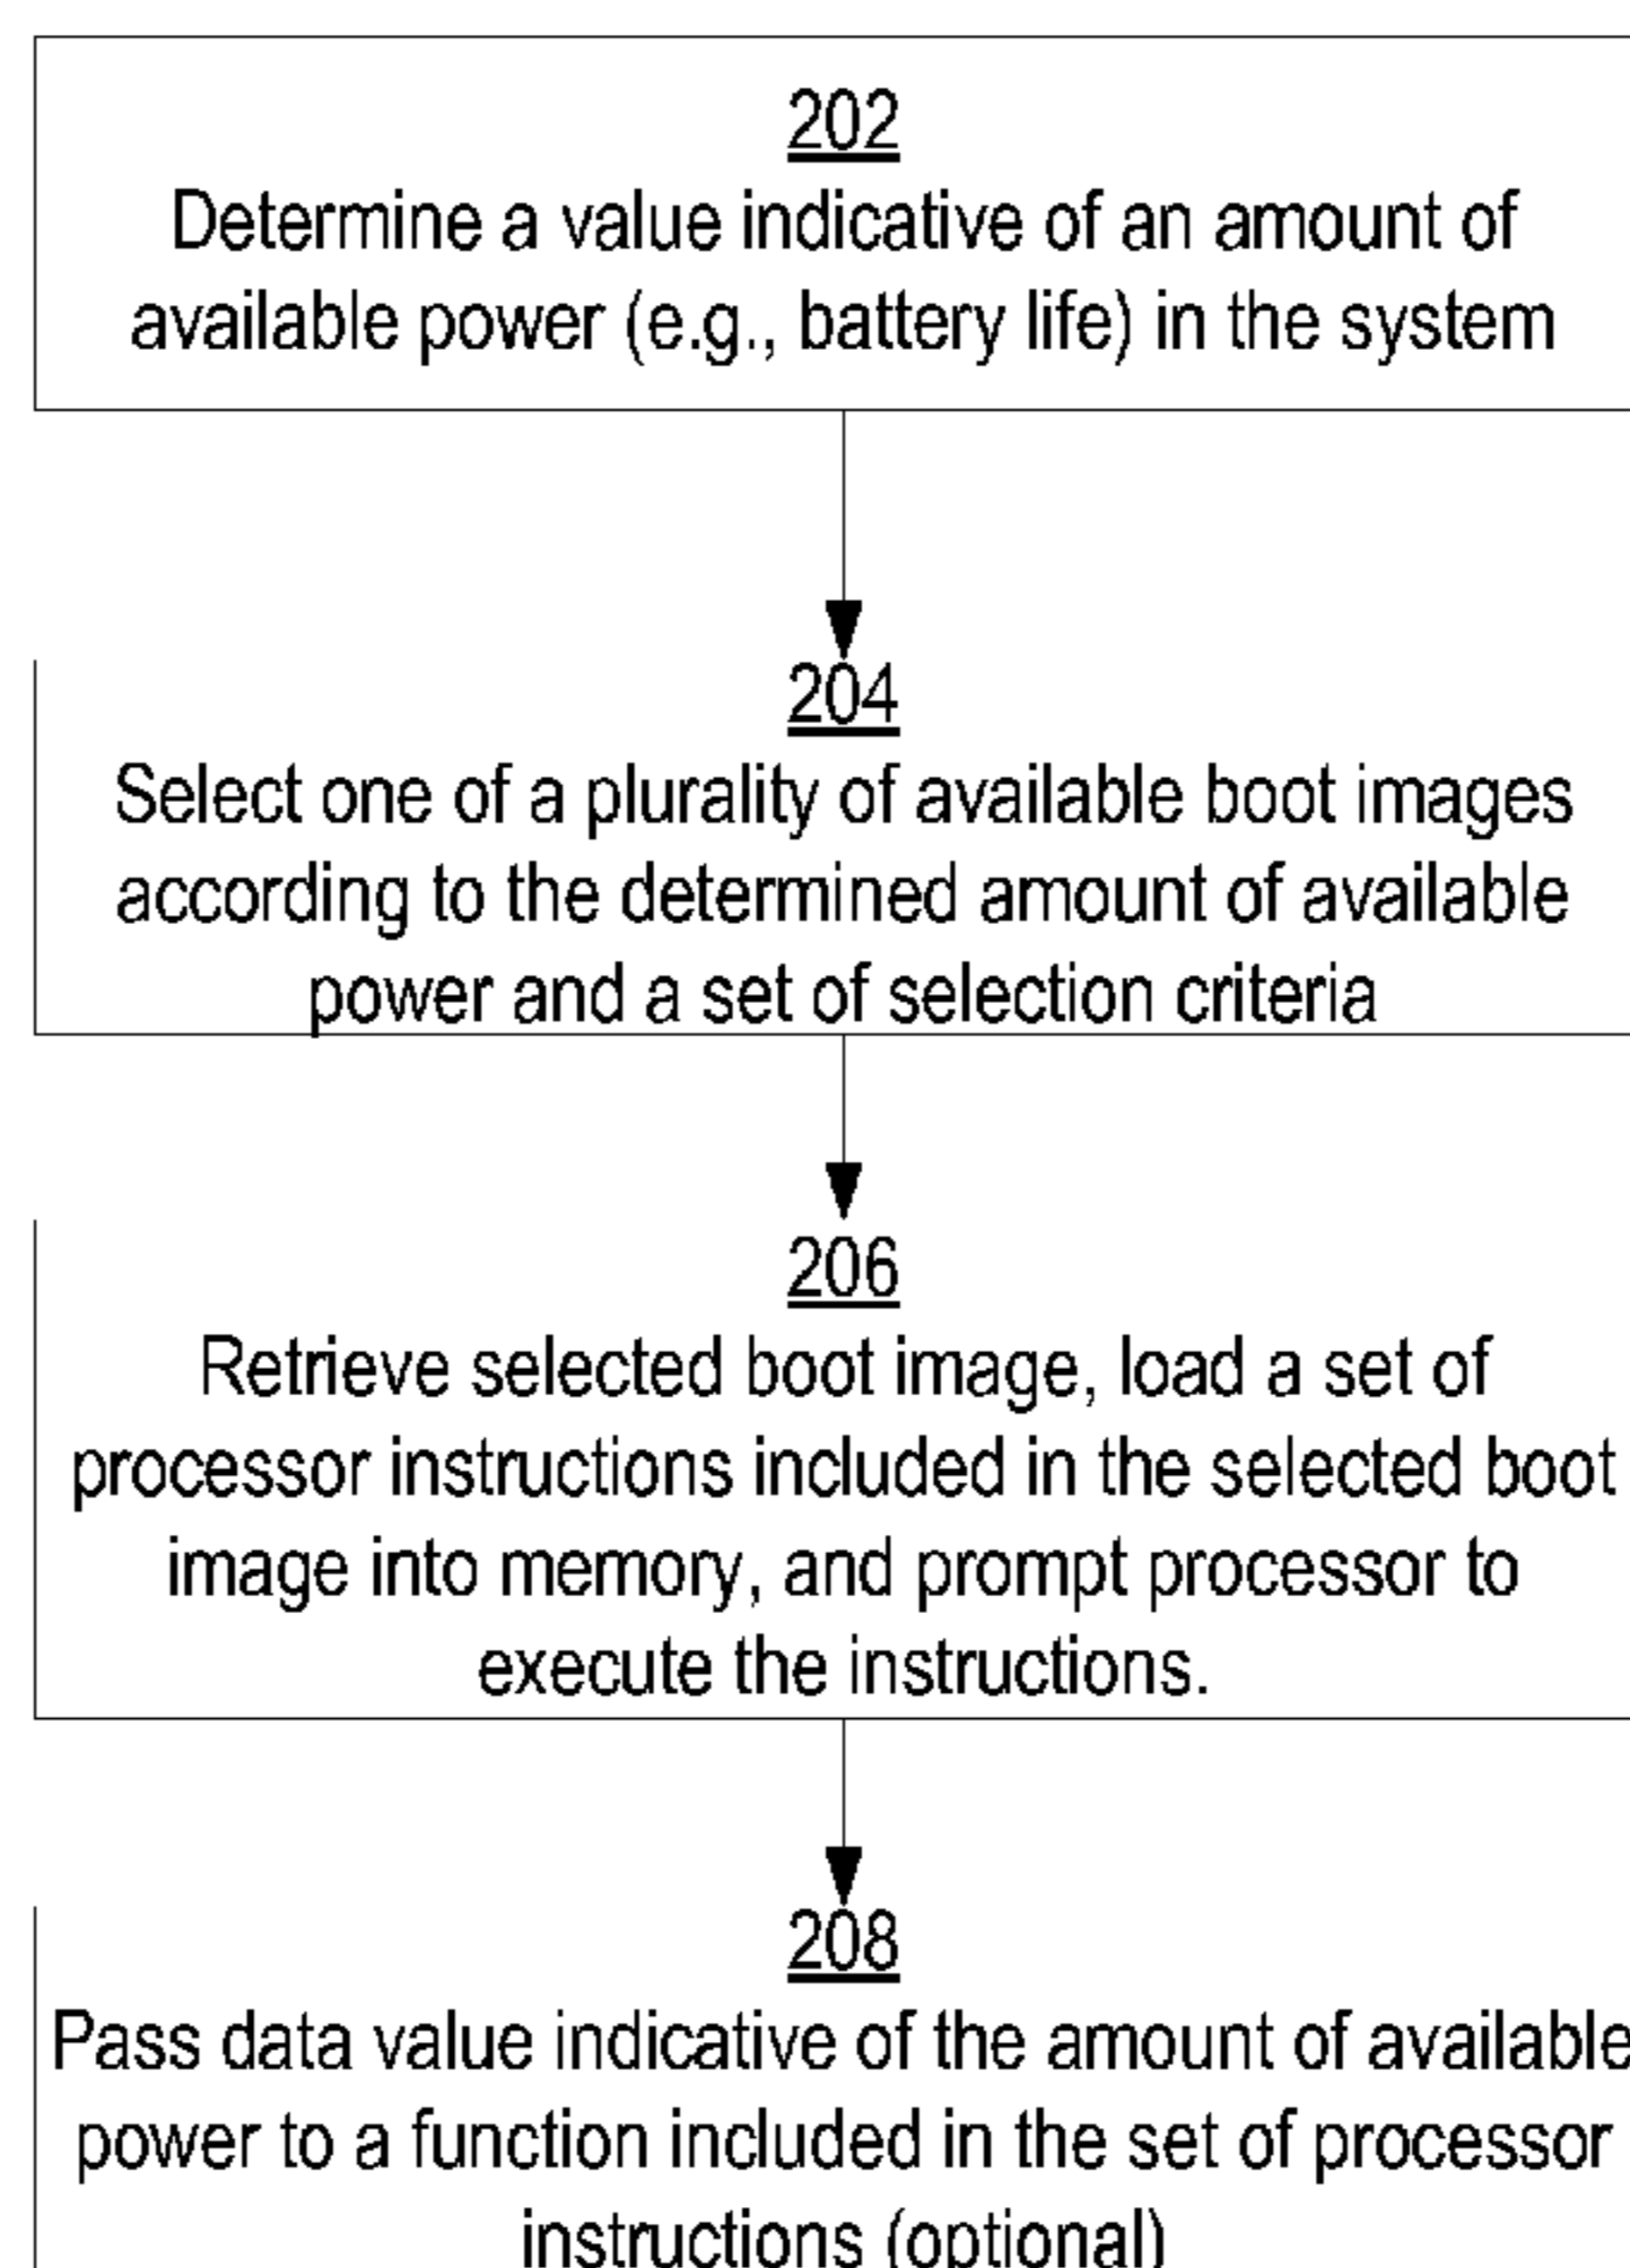 202
Determine a value indicative of an amount of
available power (e.g., battery life) in the system
204
Select one of a plurality of available boot images
according to the determined amount of available
power and a set of selection criteria
206
Retrieve selected boot image, load a set of
processor instructions included in the selected boot
image into memory, and prompt processor to
execute the instructions.
208
Pass data value indicative of the amount of available
power to a function included in the set of processor
instructions (optional)